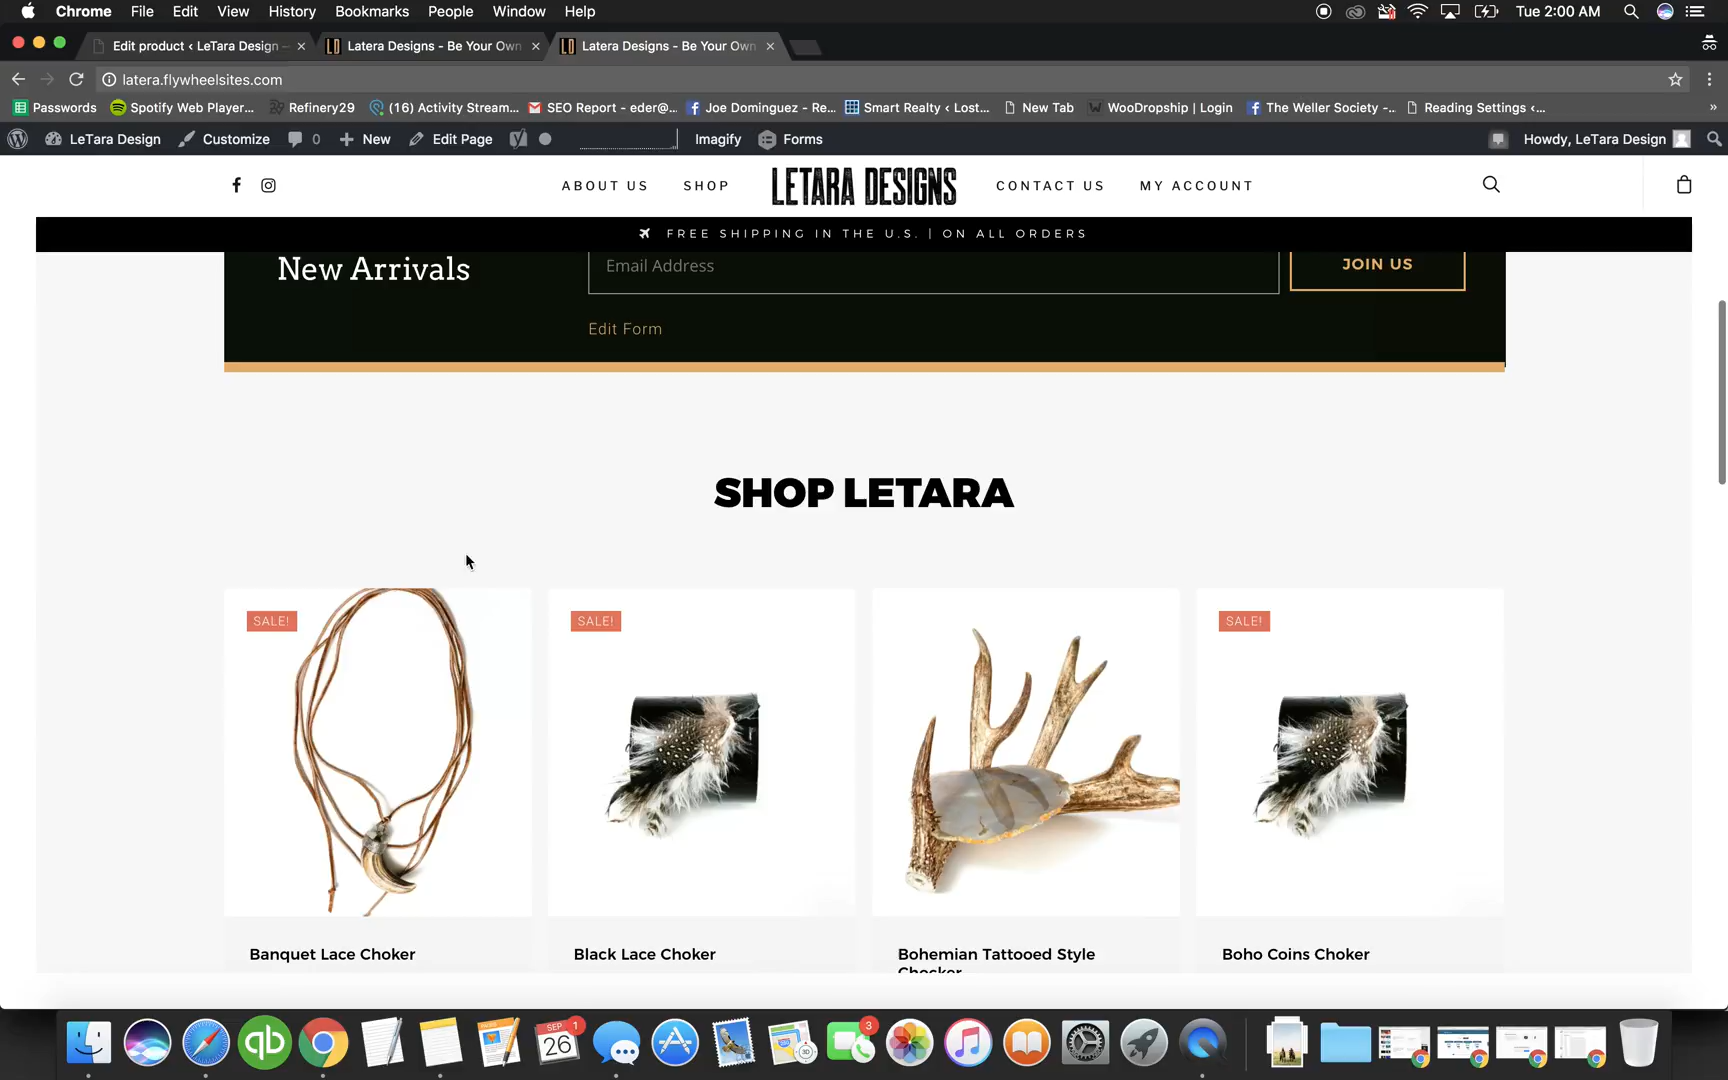 Chrome File Edit View History Bookmarks People Window Help Tue 2:00 AM
Edit product ‹ LeTara Design - Latera Designs - Be Your Own Latera Designs - Be Your Own
latera.flywheelsites.com
Passwords Spotify Web Player... Refinery29 (16) Activity Stream... SEO Report - eder@... Joe Dominguez - Re... Smart Realty ‹ Lost... New Tab WooDropship | Login The Weller Society -... Reading Settings ‹... »
LeTara Design Customize 0 New Edit Page Imagify Forms Howdy, LeTara Design
ABOUT US SHOP LETARA DESIGNS CONTACT US MY ACCOUNT
FREE SHIPPING IN THE U.S. | ON ALL ORDERS
New Arrivals Email Address JOIN US
Edit Form
SHOP LETARA
SALE! SALE! SALE!
Banquet Lace Choker Black Lace Choker Bohemian Tattooed Style Chocker Boho Coins Choker
SEP 26 1 3